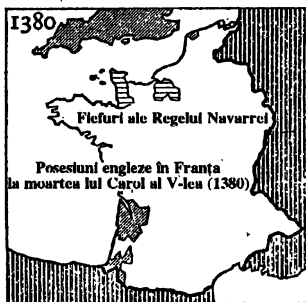 1380
Fiefuri ale Regelui Navarrei
Posesiuni engleze în Franța
la moartea lui Carol al V-lea (1380)